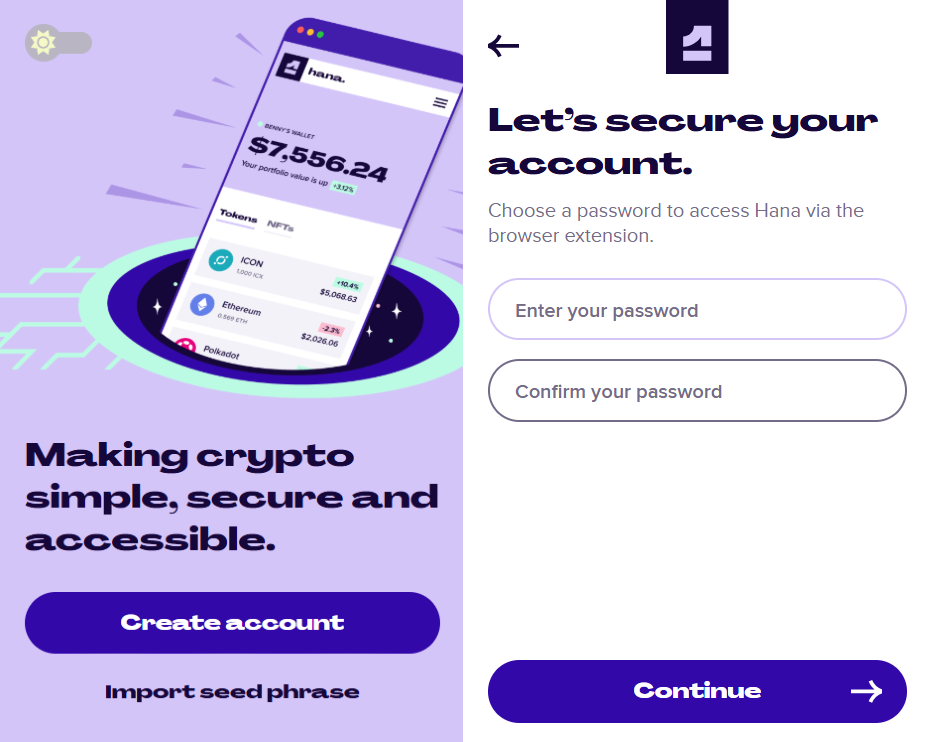 hana.
BENNY'S WALLET
$7,556.24
Your portfolio value is up +3.12%
Tokens NFTs
ICON
1,000 ICX
+10.4%
$5,068.63
Ethereum
0.569 ETH
-2.3%
$2,026.06
Polkadot
Making crypto
simple, secure and
accessible.
Create account
Import seed phrase
Let's secure your
account.
Choose a password to access Hana via the
browser extension.
Enter your password
Confirm your password
Continue